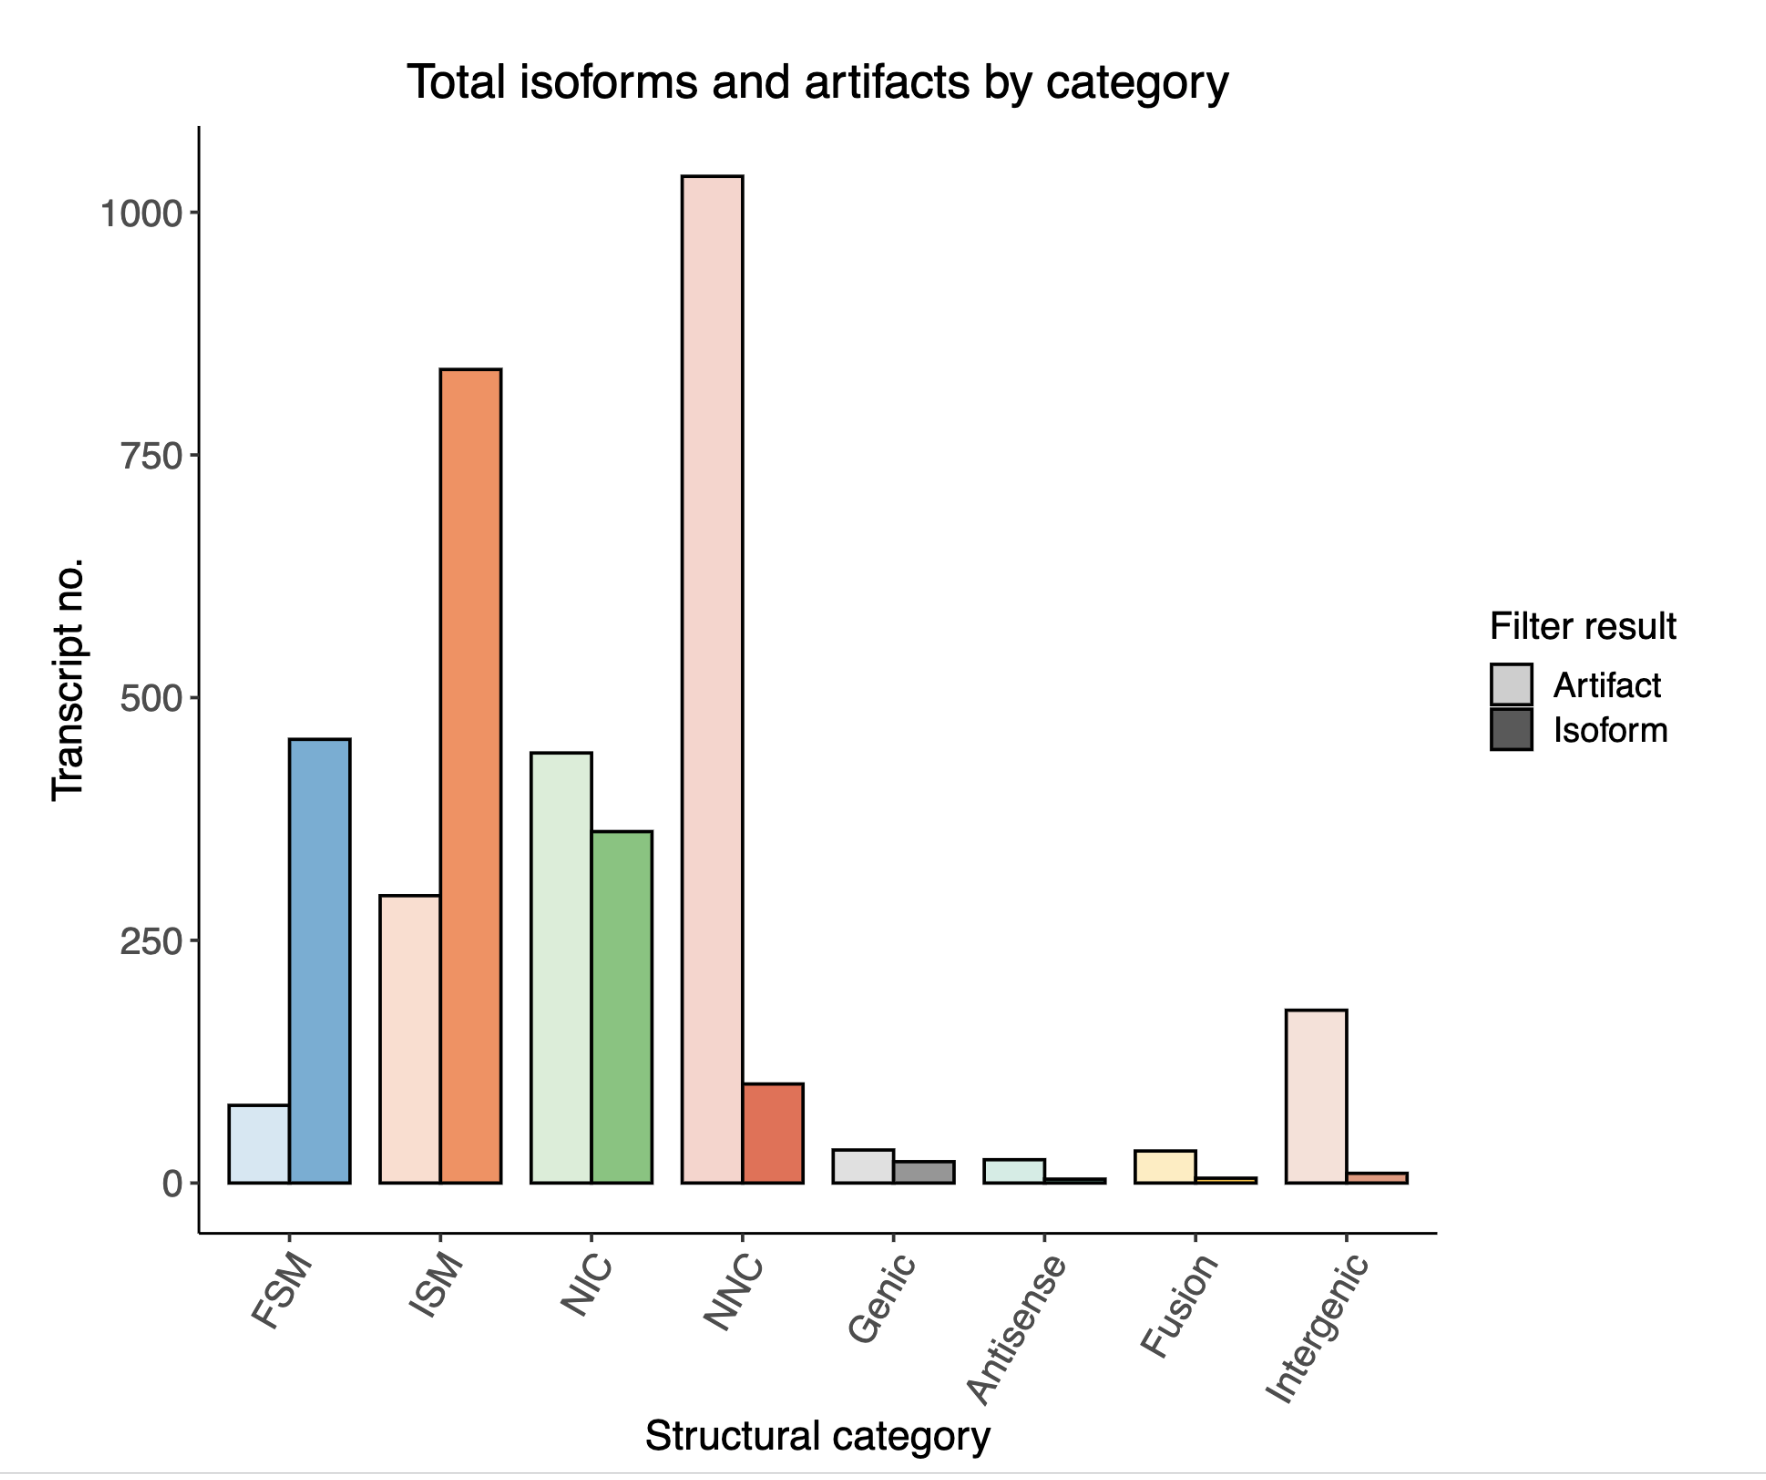 Total isoforms and artifacts by category
Transcript no.
1000
750
500
250
0
FSM
ISM
NIC
NNC
Genic
Antisense
Fusion
Intergenic
Structural category
Filter result
Artifact
Isoform